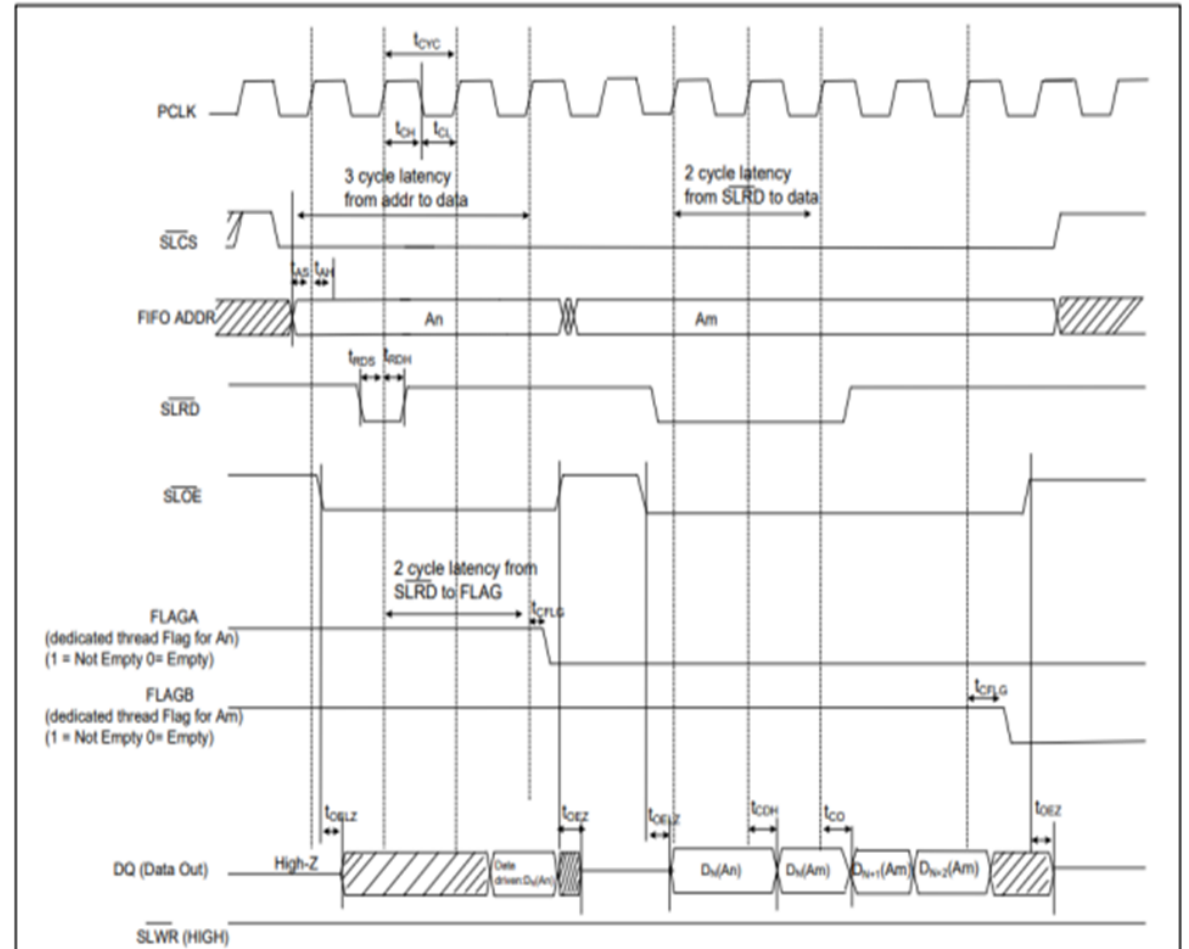 tCYC
PCLK
tCH
tCL
3 cycle latency
from addr to data
2 cycle latency
from SLRD to data
SLCS
tAS
tAH
FIFO ADDR
An
Am
tRDS
tRDH
SLRD
SLOE
2 cycle latency from
SLRD to FLAG
tCFLG
FLAGA
(dedicated thread Flag for An)
(1 = Not Empty 0= Empty)
FLAGB
(dedicated thread Flag for Am)
(1 = Not Empty 0= Empty)
tCFLG
tOELZ
tOEZ
tOELZ
tCDH
tCO
tOEZ
DQ (Data Out)
High-Z
Data
driven:DN(An)
DN(An)
DN(Am)
DN+1(Am)
DN+2(Am)
SLWR (HIGH)